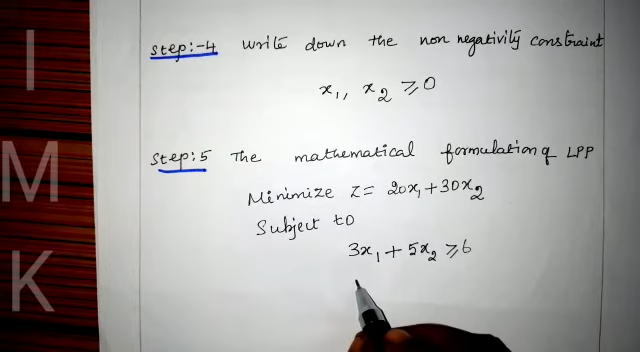 I
M
K
Step:-4 Write down the non negativity constraint
x₁, x₂ ≥ 0
Step:5 The mathematical formulation of LPP
Minimize Z = 20x₁ + 30x₂
Subject to
3x₁ + 5x₂ ≥ 6